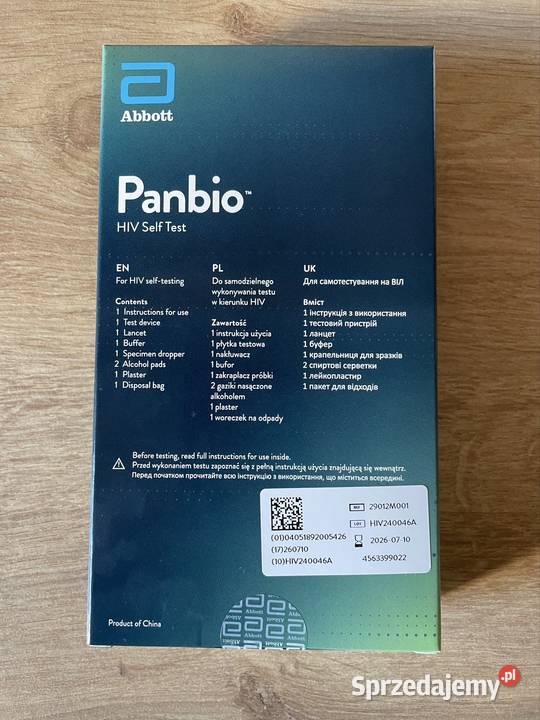 Abbott
Panbio™
HIV Self Test
EN
For HIV self-testing
Contents
1 Instructions for use
1 Test device
1 Lancet
1 Buffer
1 Specimen dropper
2 Alcohol pads
1 Plaster
1 Disposal bag
PL
Do samodzielnego
wykonywania testu
w kierunku HIV
Zawartość
1 instrukcja użycia
1 płytka testowa
1 nakłuwacz
1 bufor
1 zakraplacz próbki
2 gaziki nasączone
alkoholem
1 plaster
1 woreczek na odpady
UK
Для самотестування на ВІЛ
Вміст
1 інструкція з використання
1 тестовий пристрій
1 ланцет
1 буфер
1 крапельниця для зразків
2 спиртові серветки
1 лейкопластир
1 пакет для відходів
Before testing, read full instructions for use inside.
Przed wykonaniem testu zapoznać się z pełną instrukcją użycia znajdującą się wewnątrz.
Перед початком прочитайте всю інструкцію з використання, що міститься всередині.
(01)04051892005426
(17)260710
(10)HIV240046A
REF 29012M001
LOT HIV240046A
2026-07-10
4563399022
Product of China
Abbott
Abbott
Sprzedajemy.pl